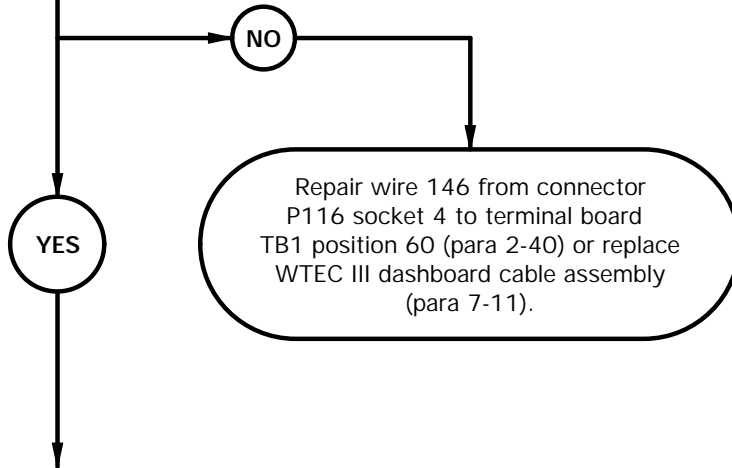 NO
YES
Repair wire 146 from connector
P116 socket 4 to terminal board
TB1 position 60 (para 2-40) or replace
WTEC III dashboard cable assembly
(para 7-11).